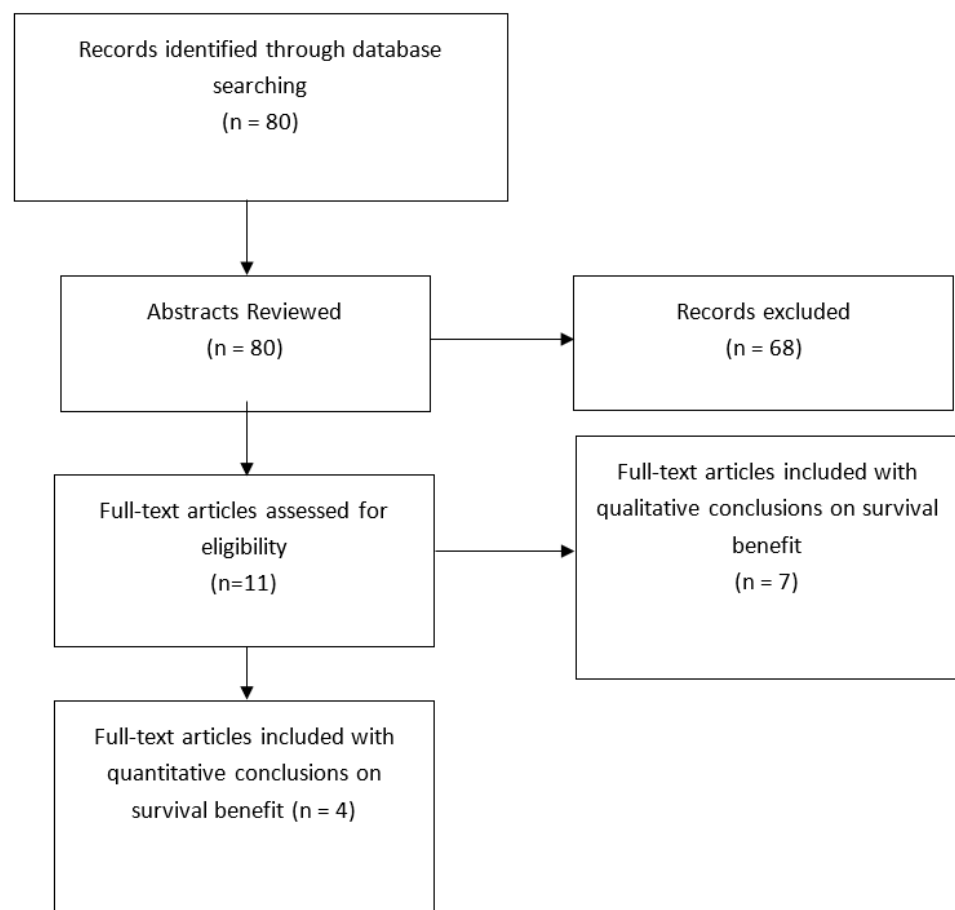 Records identified through database
searching
(n = 80)
Abstracts Reviewed
(n = 80)
Records excluded
(n = 68)
Full-text articles assessed for
eligibility
(n=11)
Full-text articles included with
qualitative conclusions on survival
benefit
(n = 7)
Full-text articles included with
quantitative conclusions on
survival benefit (n = 4)